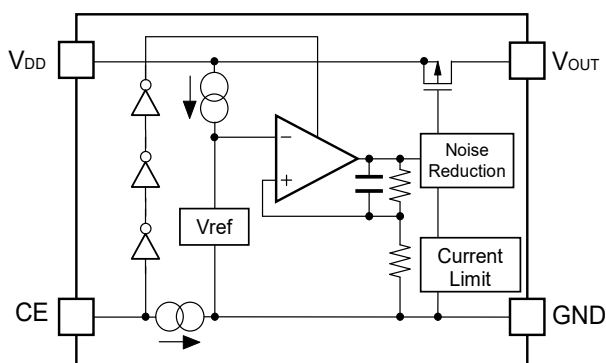 VDD
VOUT
−
+
Noise
Reduction
Vref
Current
Limit
CE
GND